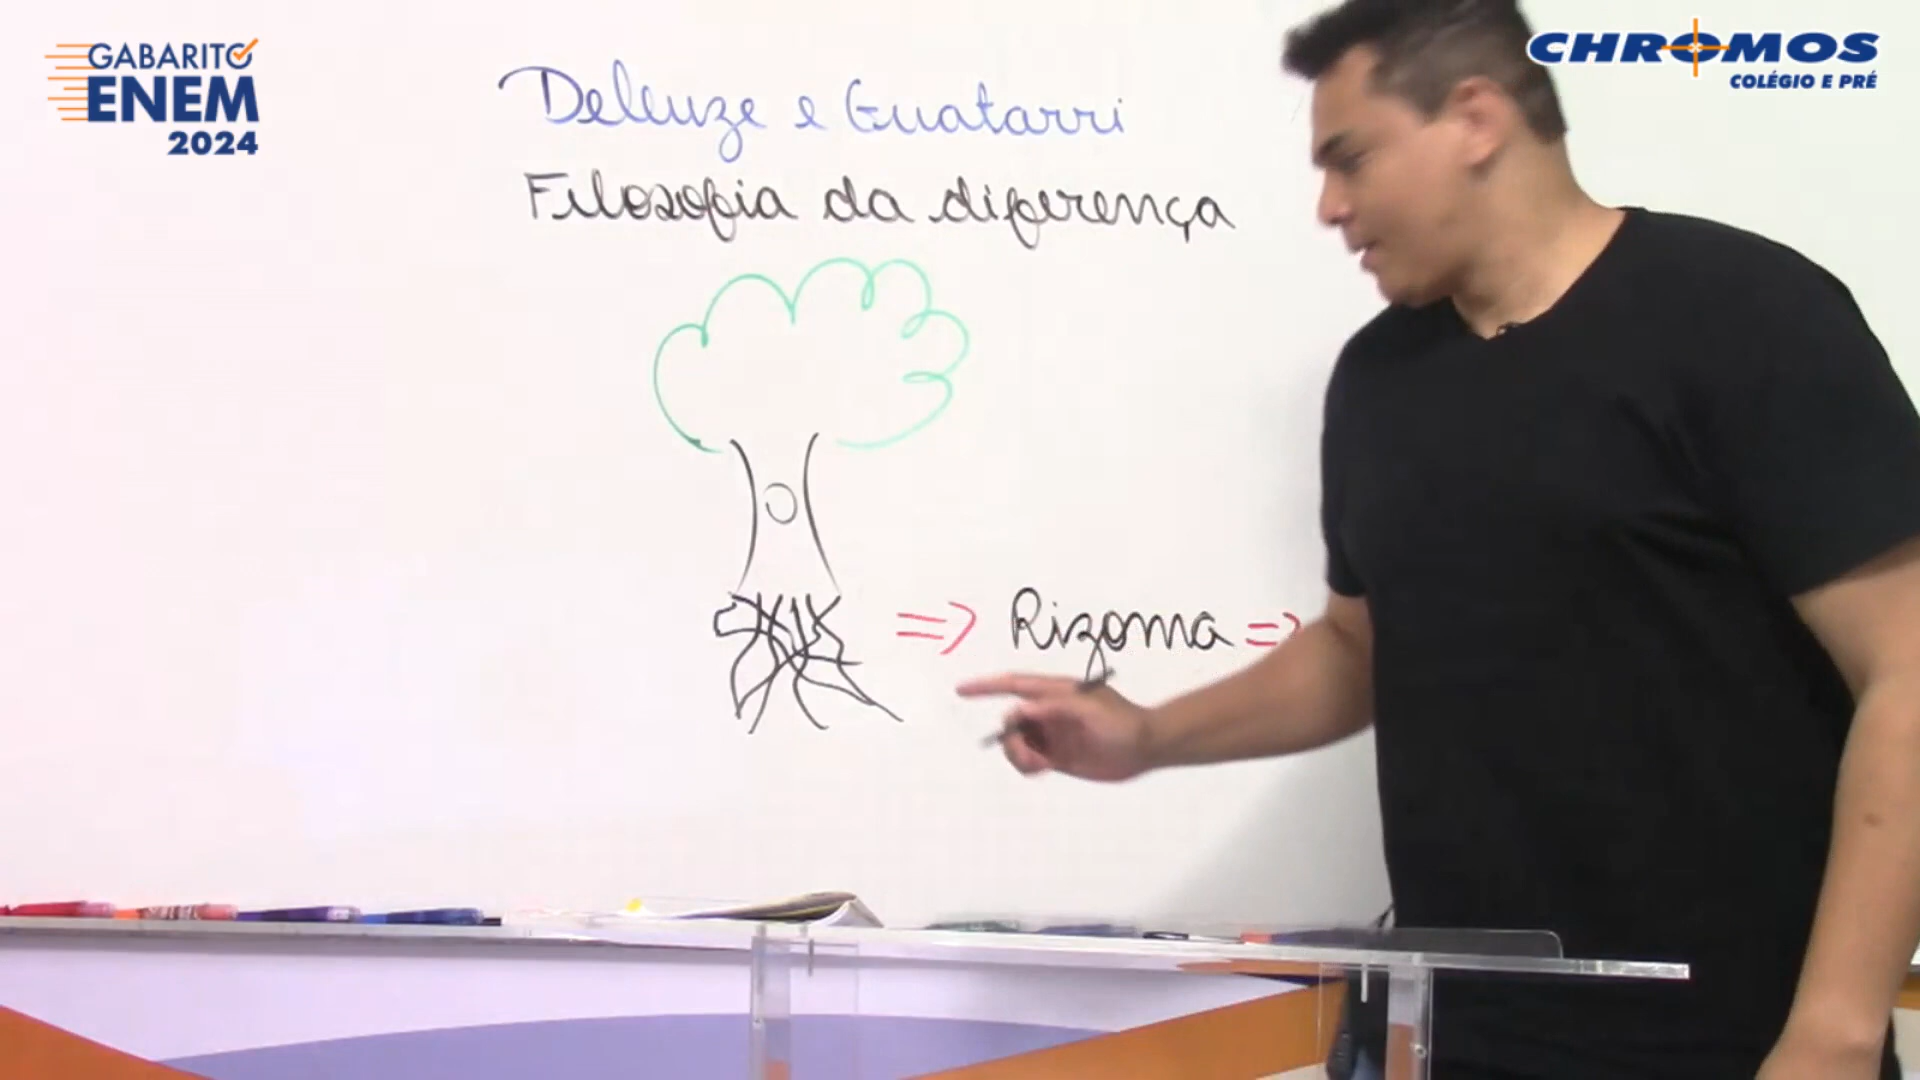 GABARITO
ENEM
2024
CHROMOS
COLÉGIO E PRÉ
Deleuze e Guatarri
Filosofia da diferença
=> Rizoma =>